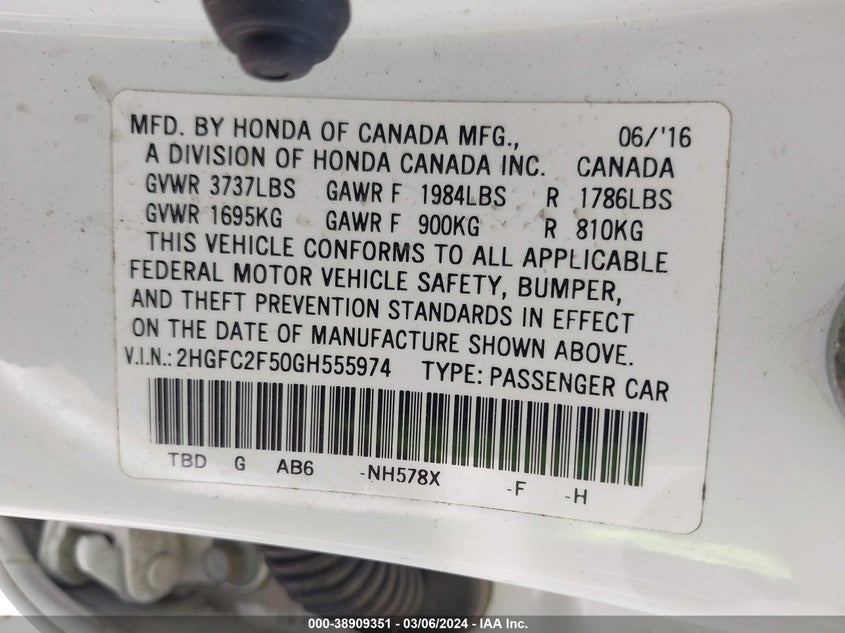 MFD. BY HONDA OF CANADA MFG., 06/'16
A DIVISION OF HONDA CANADA INC. CANADA
GVWR 3737LBS GAWR F 1984LBS R 1786LBS
GVWR 1695KG GAWR F 900KG R 810KG
THIS VEHICLE CONFORMS TO ALL APPLICABLE
FEDERAL MOTOR VEHICLE SAFETY, BUMPER,
AND THEFT PREVENTION STANDARDS IN EFFECT
ON THE DATE OF MANUFACTURE SHOWN ABOVE.
V.I.N.: 2HGFC2F50GH555974 TYPE: PASSENGER CAR
TBD G AB6 -NH578X -F -H
000-38909351 - 03/06/2024 - IAA Inc.